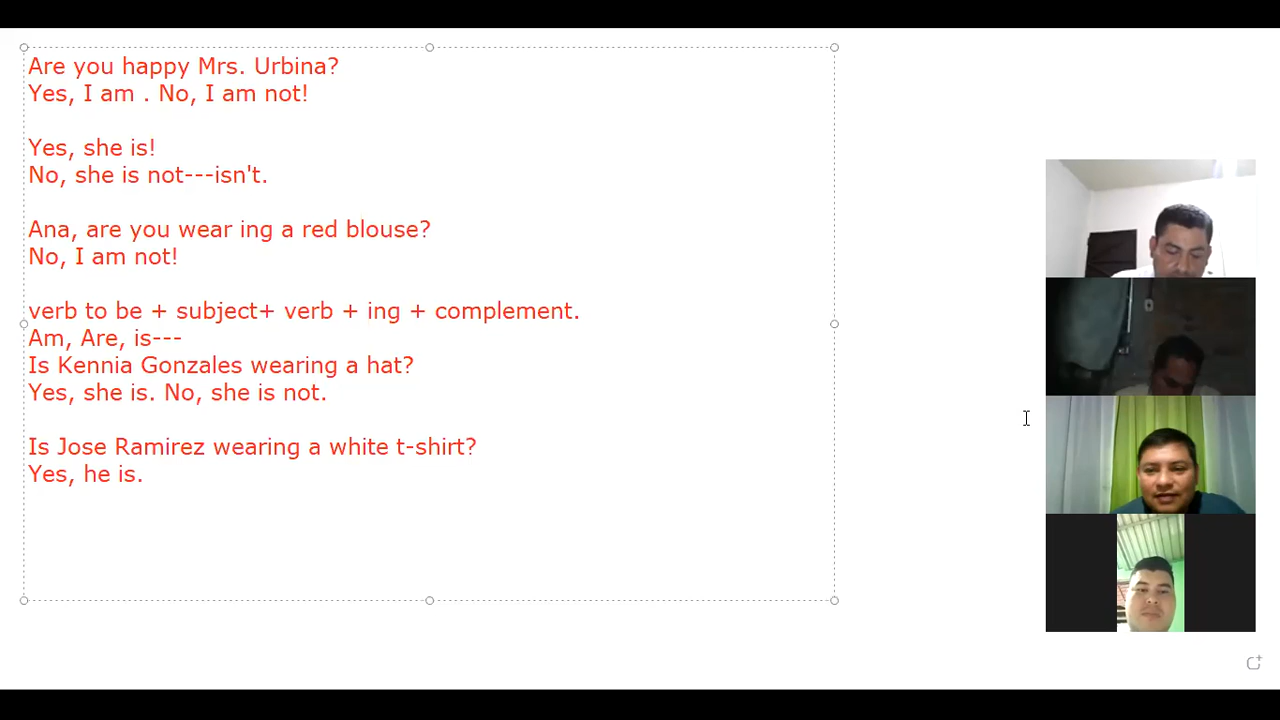 Are you happy Mrs. Urbina?
Yes, I am . No, I am not!
Yes, she is!
No, she is not---isn't.
Ana, are you wear ing a red blouse?
No, I am not!
verb to be + subject+ verb + ing + complement.
Am, Are, is---
Is Kennia Gonzales wearing a hat?
Yes, she is. No, she is not.
Is Jose Ramirez wearing a white t-shirt?
Yes, he is.